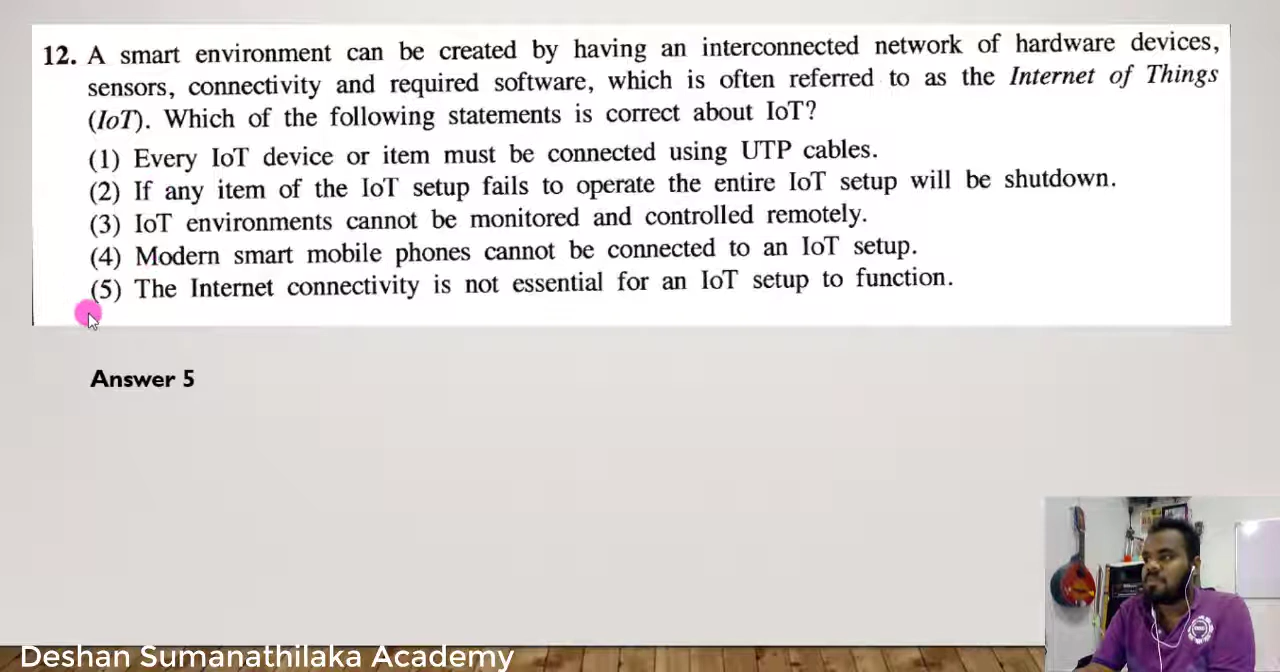 12. A smart environment can be created by having an interconnected network of hardware devices,
sensors, connectivity and required software, which is often referred to as the Internet of Things
(IoT). Which of the following statements is correct about IoT?
(1) Every IoT device or item must be connected using UTP cables.
(2) If any item of the IoT setup fails to operate the entire IoT setup will be shutdown.
(3) IoT environments cannot be monitored and controlled remotely.
(4) Modern smart mobile phones cannot be connected to an IoT setup.
(5) The Internet connectivity is not essential for an IoT setup to function.
Answer 5
Deshan Sumanathilaka Academy